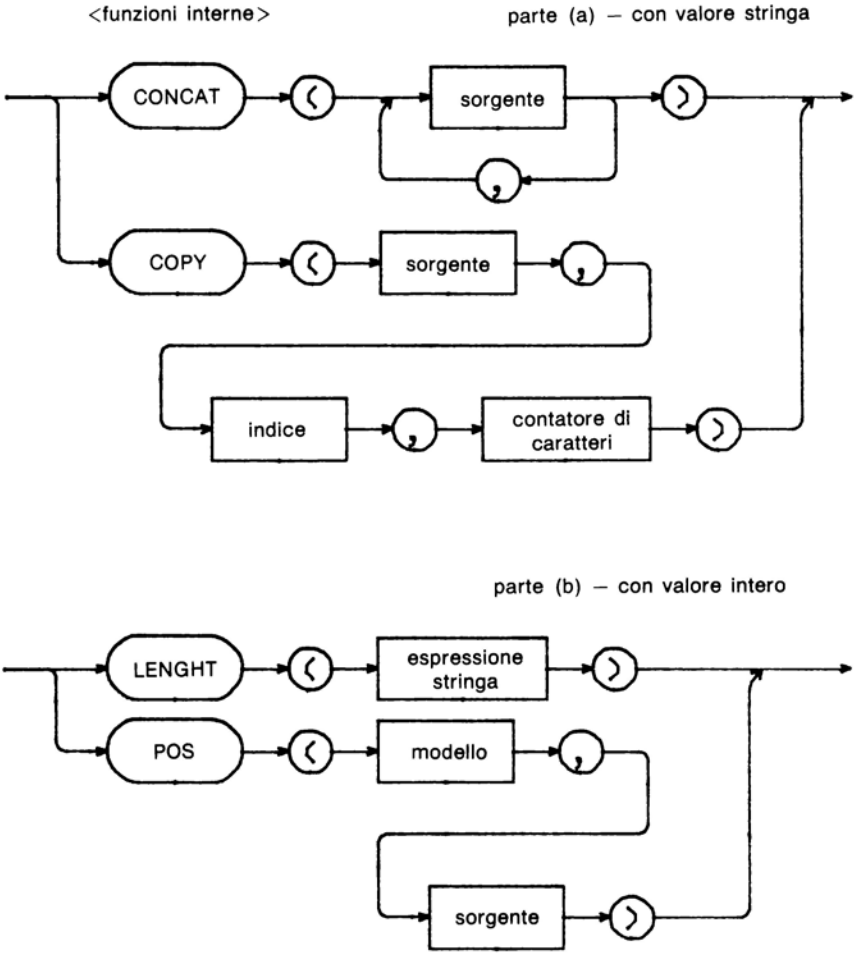 <funzioni interne>
parte (a) — con valore stringa
CONCAT ( sorgente )
,
COPY ( sorgente ,
indice , contatore di
caratteri )
parte (b) — con valore intero
LENGHT ( espressione
stringa )
POS ( modello ,
sorgente )